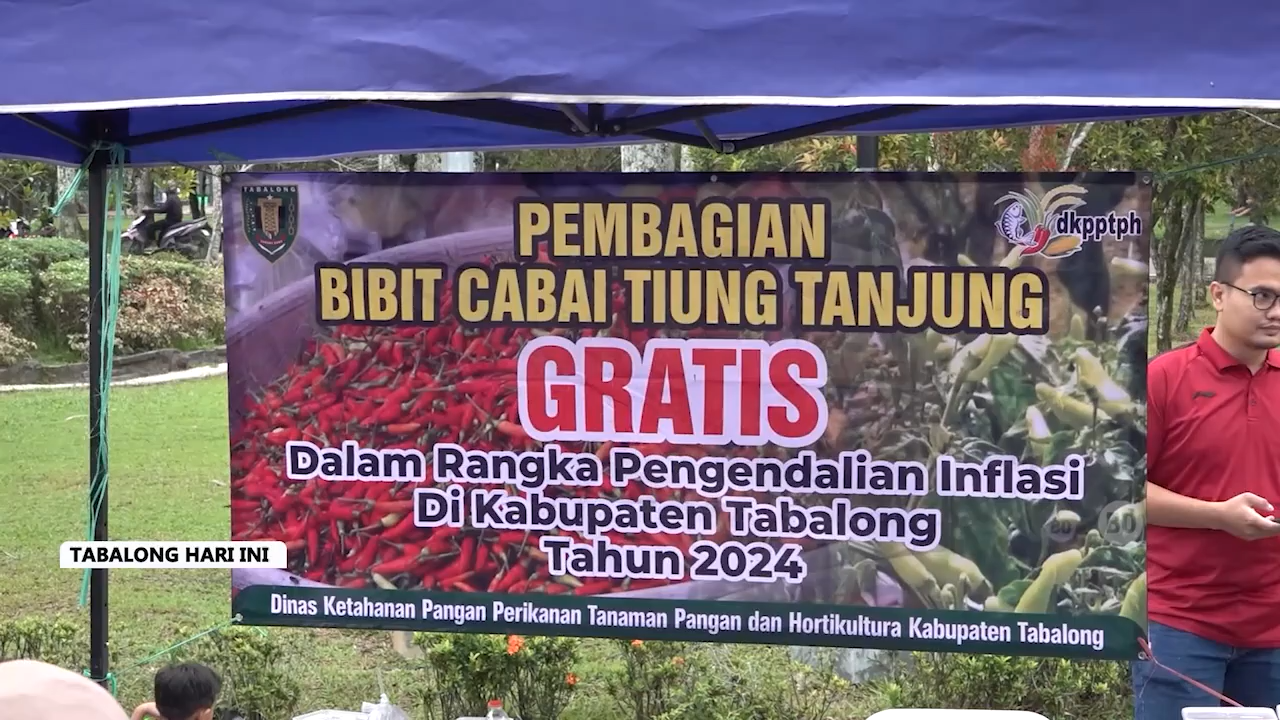 TABALONG
dkpptph
PEMBAGIAN
BIBIT CABAI TIUNG TANJUNG
GRATIS
Dalam Rangka Pengendalian Inflasi
Di Kabupaten Tabalong
Tahun 2024
TABALONG HARI INI
Dinas Ketahanan Pangan Perikanan Tanaman Pangan dan Hortikultura Kabupaten Tabalong